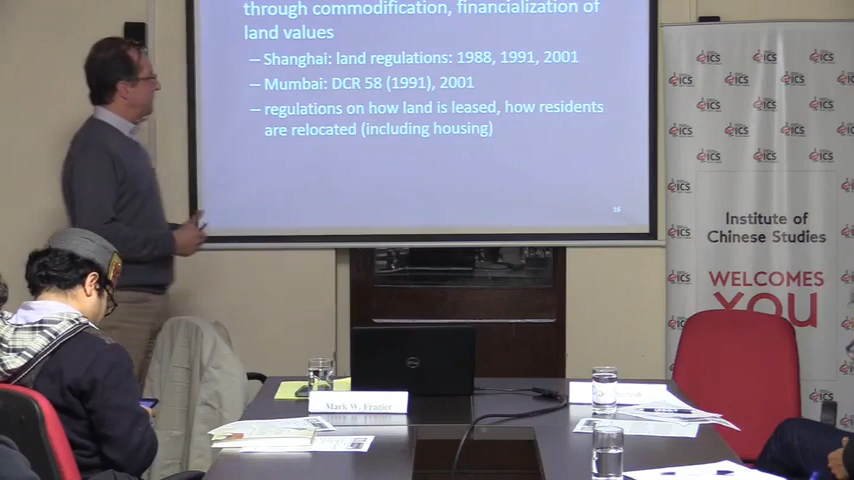 through commodification, financialization of
land values
– Shanghai: land regulations: 1988, 1991, 2001
– Mumbai: DCR 58 (1991), 2001
– regulations on how land is leased, how residents
are relocated (including housing)
16
ICS
Institute of
Chinese Studies
WELCOMES
YOU
Mark W. Frazier
DELL